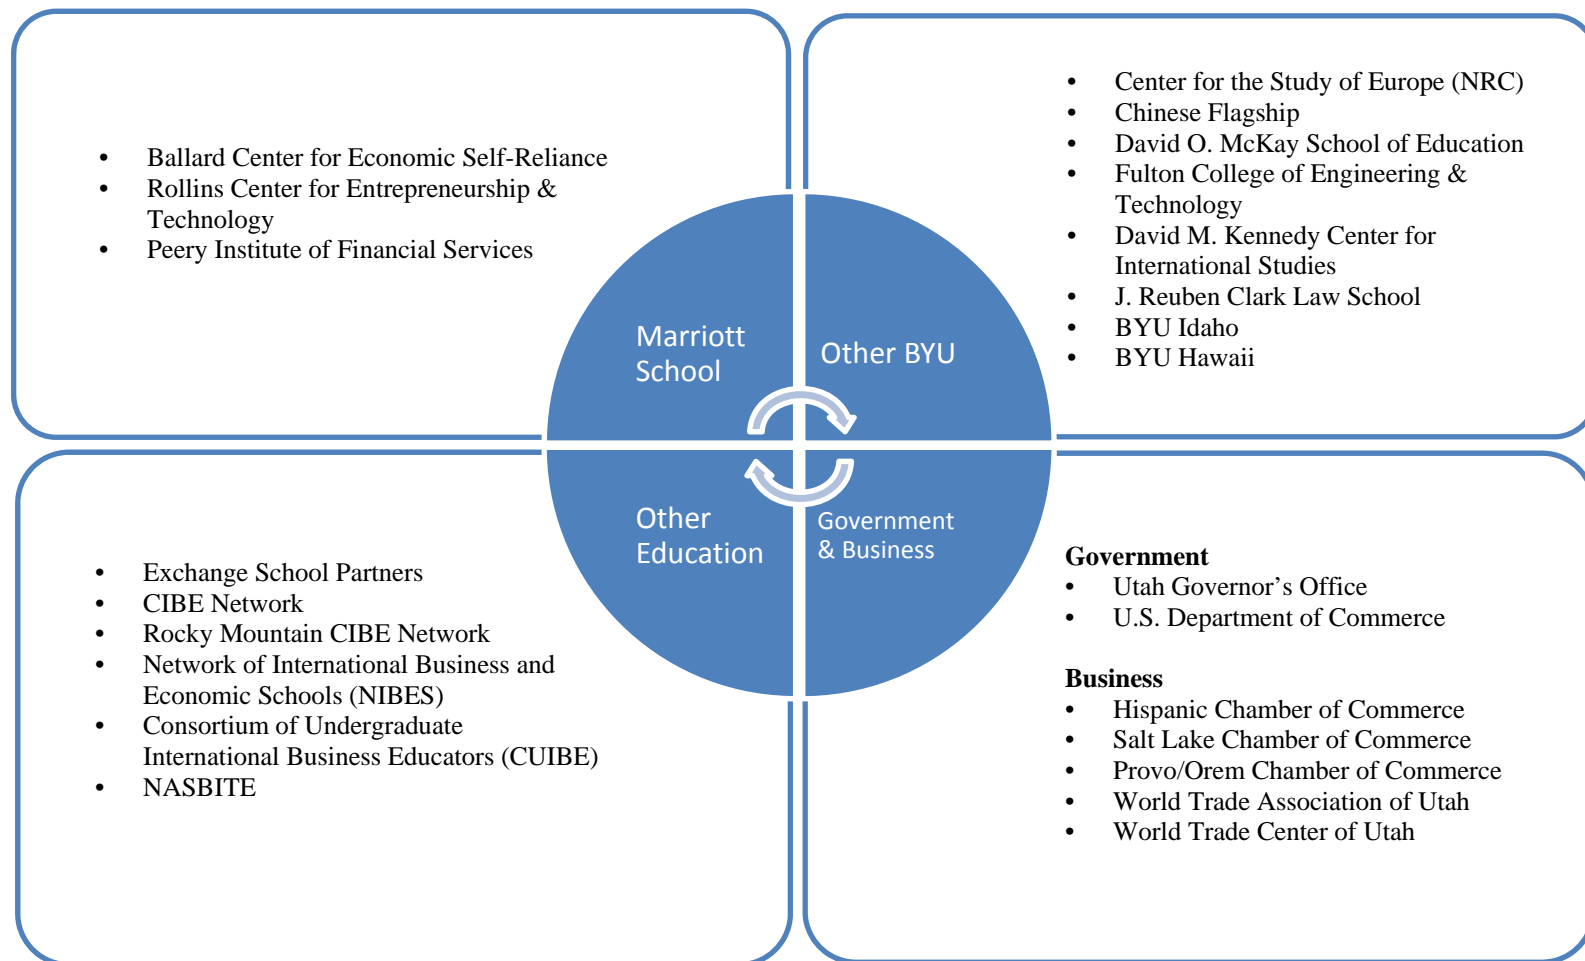 • Ballard Center for Economic Self-Reliance
• Rollins Center for Entrepreneurship &
Technology
• Peery Institute of Financial Services
• Center for the Study of Europe (NRC)
• Chinese Flagship
• David O. McKay School of Education
• Fulton College of Engineering &
Technology
• David M. Kennedy Center for
International Studies
• J. Reuben Clark Law School
• BYU Idaho
• BYU Hawaii
Marriott
School
Other BYU
Other
Education
Government
& Business
• Exchange School Partners
• CIBE Network
• Rocky Mountain CIBE Network
• Network of International Business and
Economic Schools (NIBES)
• Consortium of Undergraduate
International Business Educators (CUIBE)
• NASBITE
Government
• Utah Governor’s Office
• U.S. Department of Commerce
Business
• Hispanic Chamber of Commerce
• Salt Lake Chamber of Commerce
• Provo/Orem Chamber of Commerce
• World Trade Association of Utah
• World Trade Center of Utah